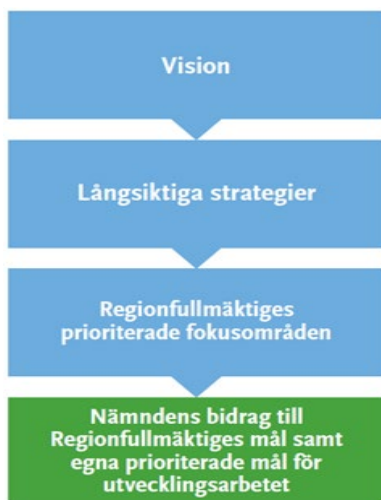 Vision
Långsiktiga strategier
Regionfullmäktiges
prioriterade fokusområden
Nämndens bidrag till
Regionfullmäktiges mål samt
egna prioriterade mål för
utvecklingsarbetet